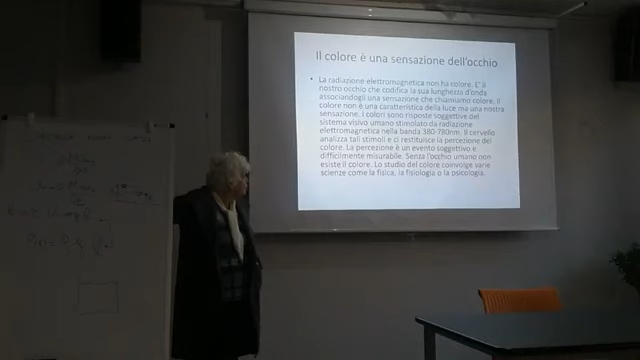 Il colore è una sensazione dell'occhio
• La radiazione elettromagnetica non ha colore. E' il
nostro occhio che codifica la sua lunghezza d'onda
associandogli una sensazione che chiamiamo colore. Il
colore non è una caratteristica della luce ma una nostra
sensazione. I colori sono risposte soggettive del
sistema visivo umano stimolato da radiazione
elettromagnetica nella banda 380-780nm. Il cervello
analizza tali stimoli e ci restituisce la percezione del
colore. La percezione è un evento soggettivo e
difficilmente misurabile. Senza l'occhio umano non
esiste il colore. Lo studio del colore coinvolge varie
scienze come la fisica, la fisiologia o la psicologia.